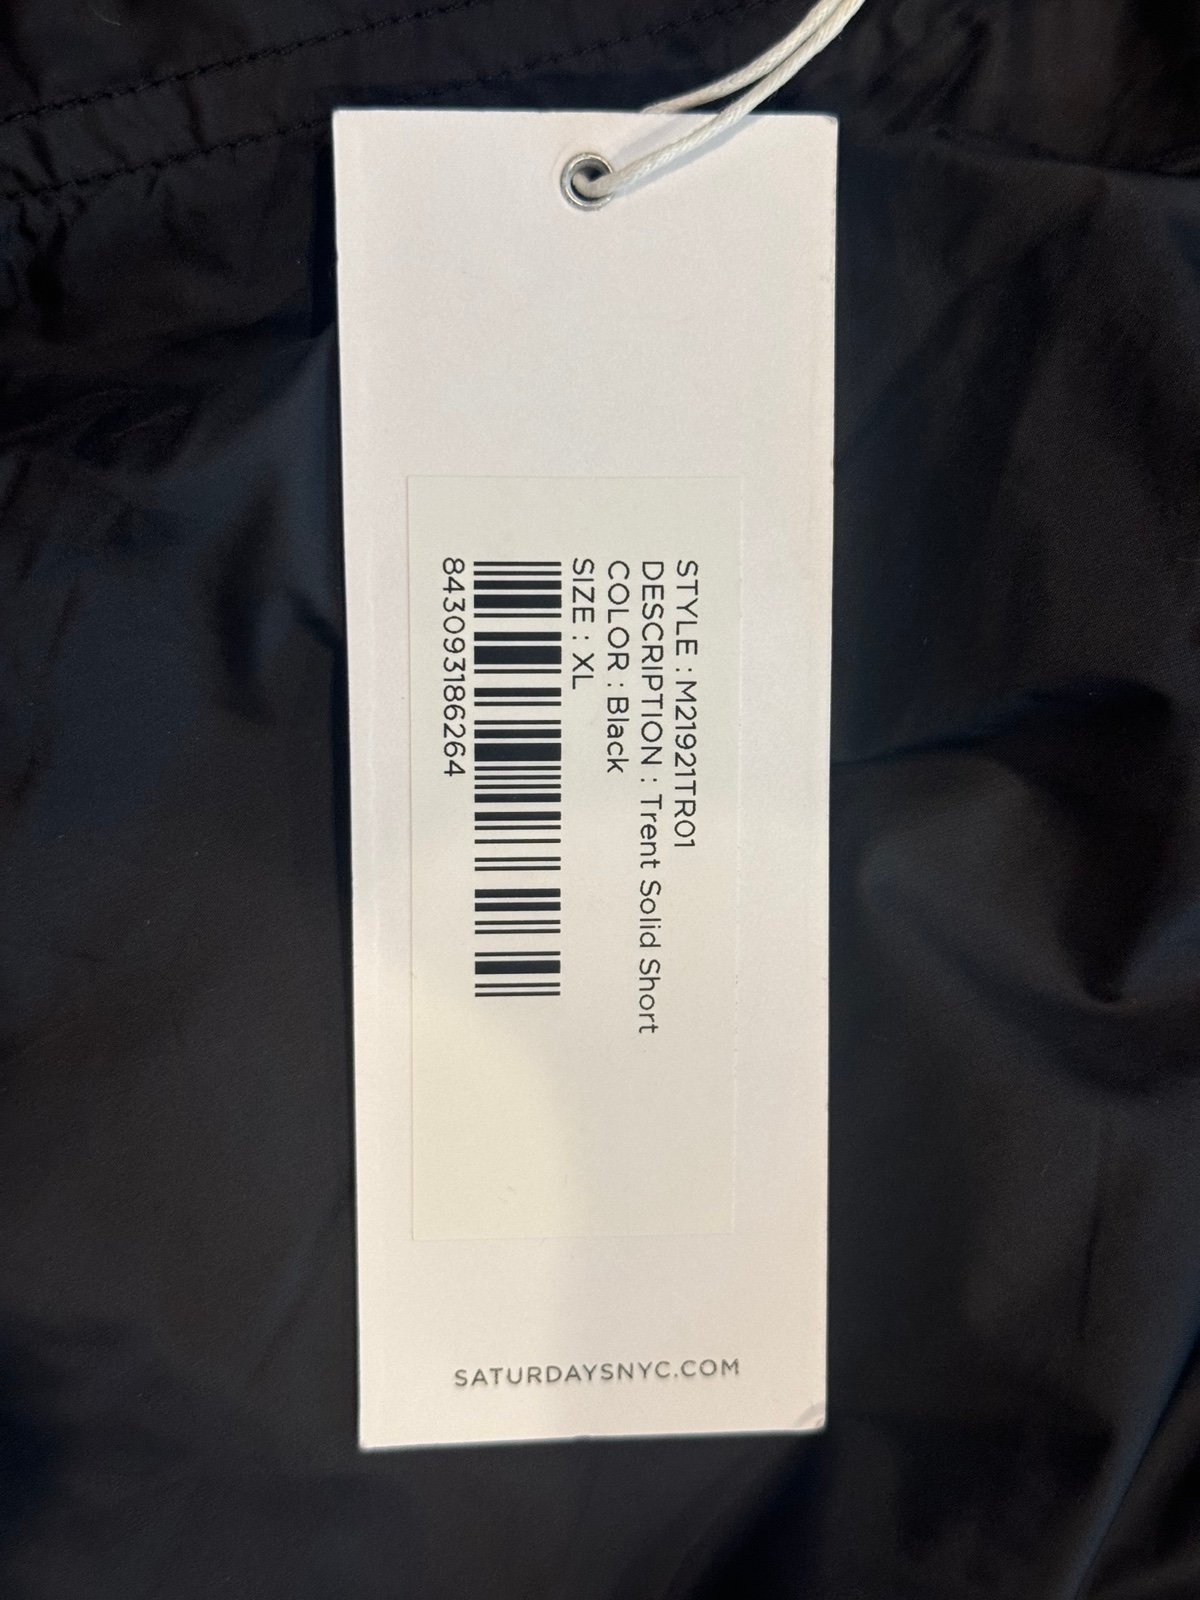 STYLE : M21921TR01
DESCRIPTION : Trent Solid Short
COLOR : Black
SIZE : XL
843093186264
SATURDAYSNYC.COM